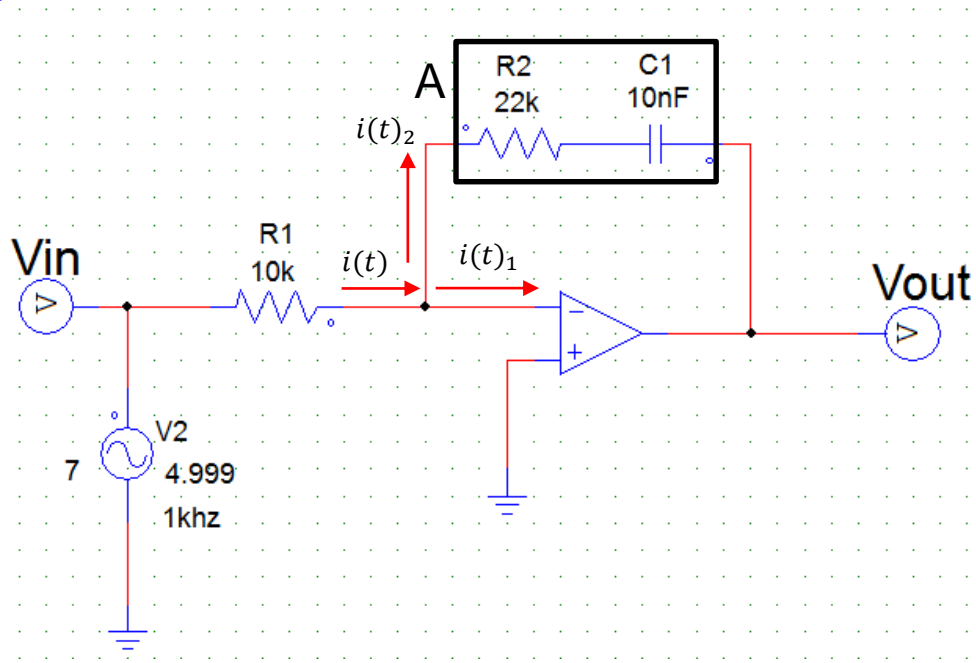 A
R2
22k
C1
10nF
i(t)₂
Vin
R1
10k
i(t)
i(t)₁
−
+
Vout
V
V
V2
7
4.999
1khz